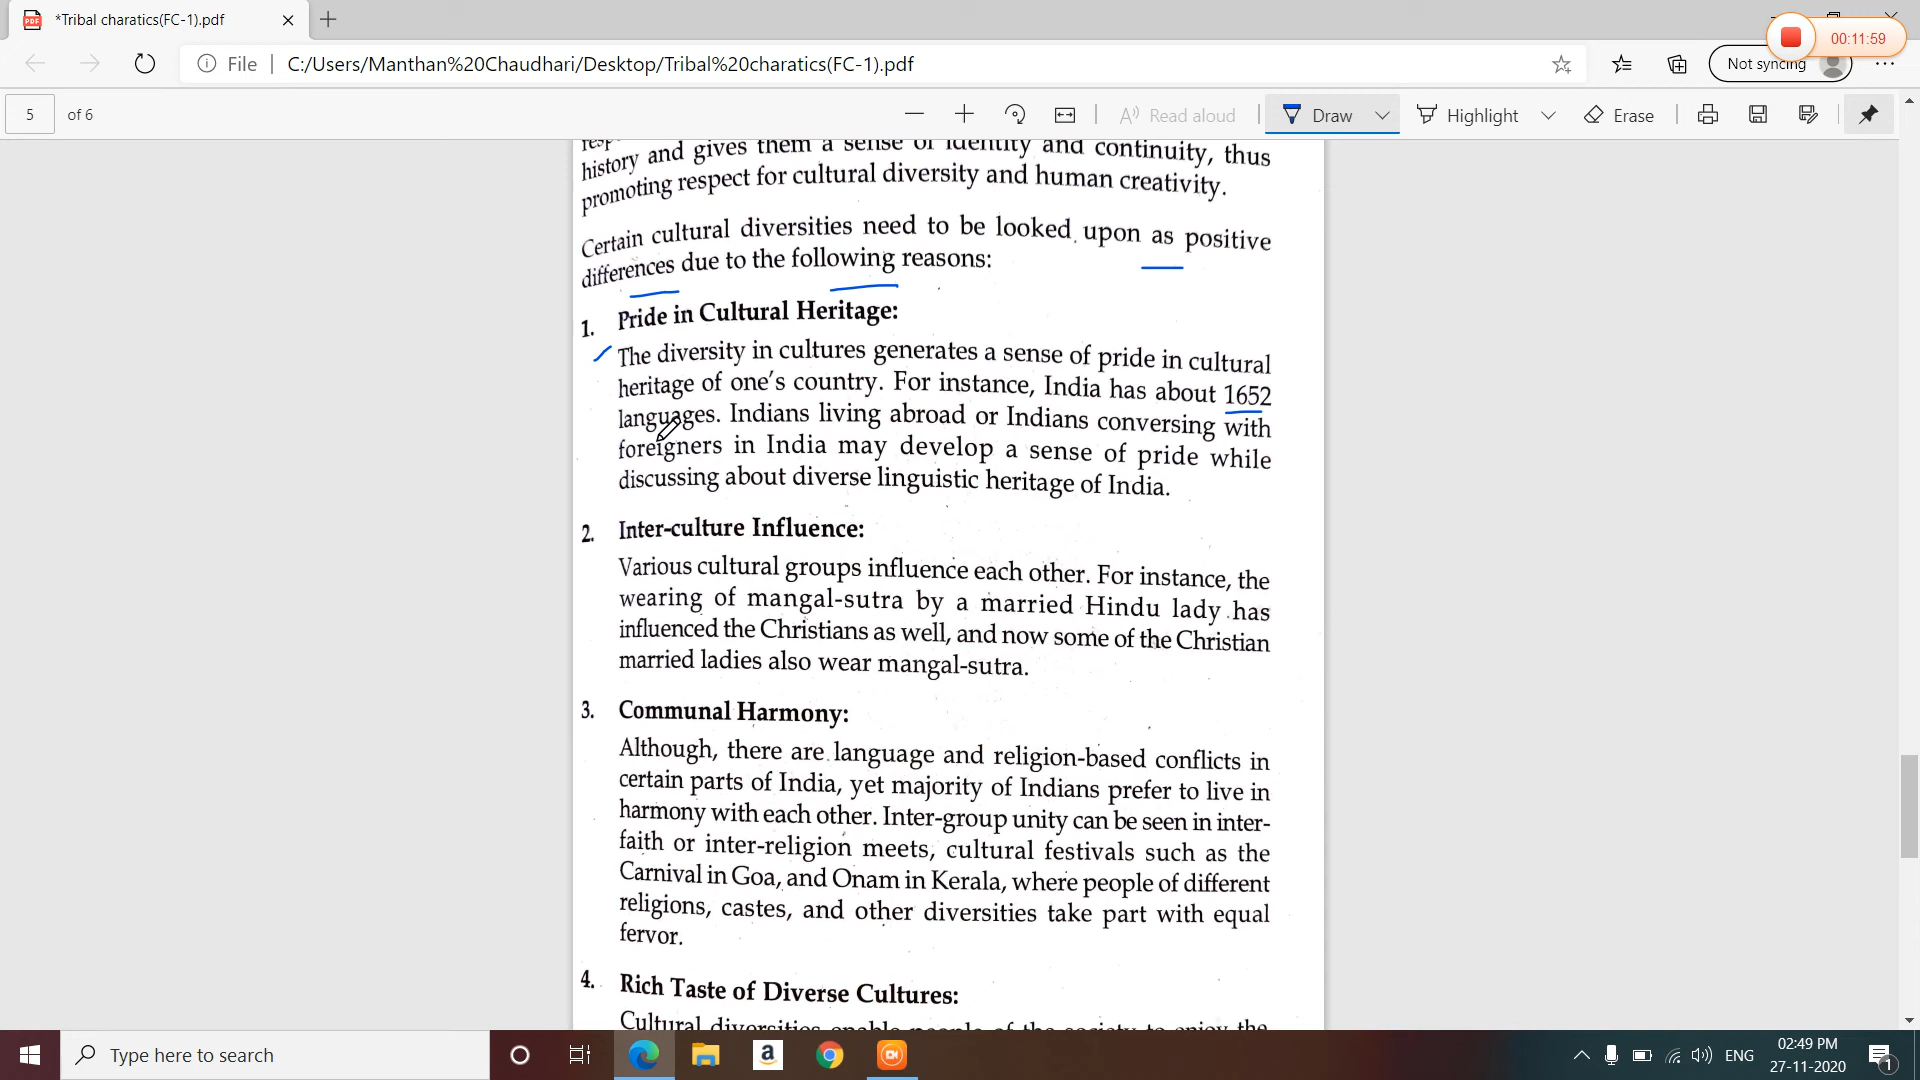 *Tribal charatics(FC-1).pdf
00:11:59
File
C:/Users/Manthan%20Chaudhari/Desktop/Tribal%20charatics(FC-1).pdf
Not syncing
5 of 6
Read aloud
Draw
Highlight
Erase
history and gives them a sense of identity and continuity, thus
promoting respect for cultural diversity and human creativity.
Certain cultural diversities need to be looked upon as positive
differences due to the following reasons:
1. Pride in Cultural Heritage:
The diversity in cultures generates a sense of pride in cultural
heritage of one's country. For instance, India has about 1652
languages. Indians living abroad or Indians conversing with
foreigners in India may develop a sense of pride while
discussing about diverse linguistic heritage of India.
2. Inter-culture Influence:
Various cultural groups influence each other. For instance, the
wearing of mangal-sutra by a married Hindu lady has
influenced the Christians as well, and now some of the Christian
married ladies also wear mangal-sutra.
3. Communal Harmony:
Although, there are language and religion-based conflicts in
certain parts of India, yet majority of Indians prefer to live in
harmony with each other. Inter-group unity can be seen in inter-
faith or inter-religion meets, cultural festivals such as the
Carnival in Goa, and Onam in Kerala, where people of different
religions, castes, and other diversities take part with equal
fervor.
4. Rich Taste of Diverse Cultures:
Cultural diversities enable people of the society to enjoy the
Type here to search
ENG
02:49 PM
27-11-2020
1